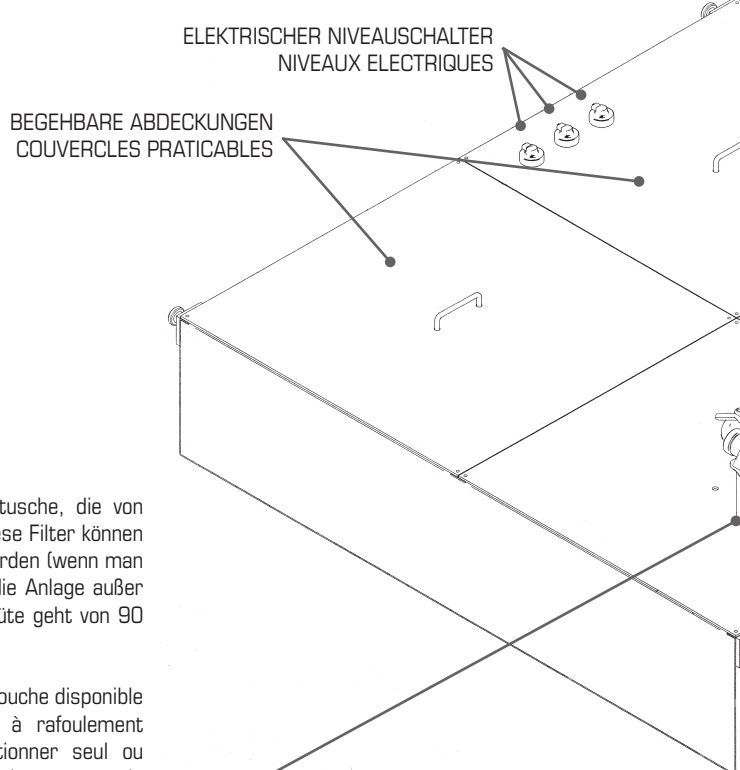 ELEKTRISCHER NIVEAUSCHALTER
NIVEAUX ELECTRIQUES
BEGEHBARE ABDECKUNGEN
COUVERCLES PRATICABLES
tusche, die von
ese Filter können
rden (wenn man
die Anlage außer
üte geht von 90
ouche disponible
à rafoulement
tionner seul ou